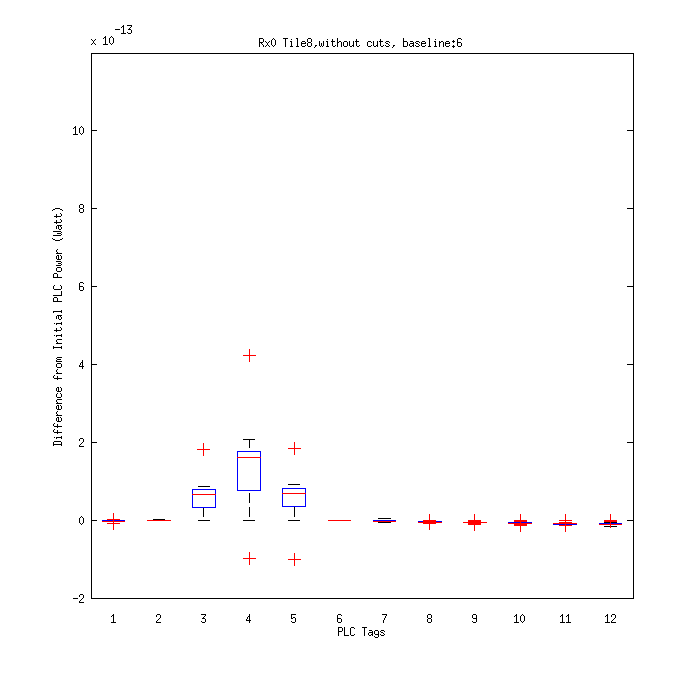 x 10^-13
Rx0 Tile8,without cuts, baseline:6
Difference from Initial PLC Power (Watt)
10
8
6
4
2
0
-2
1 2 3 4 5 6 7 8 9 10 11 12
PLC Tags